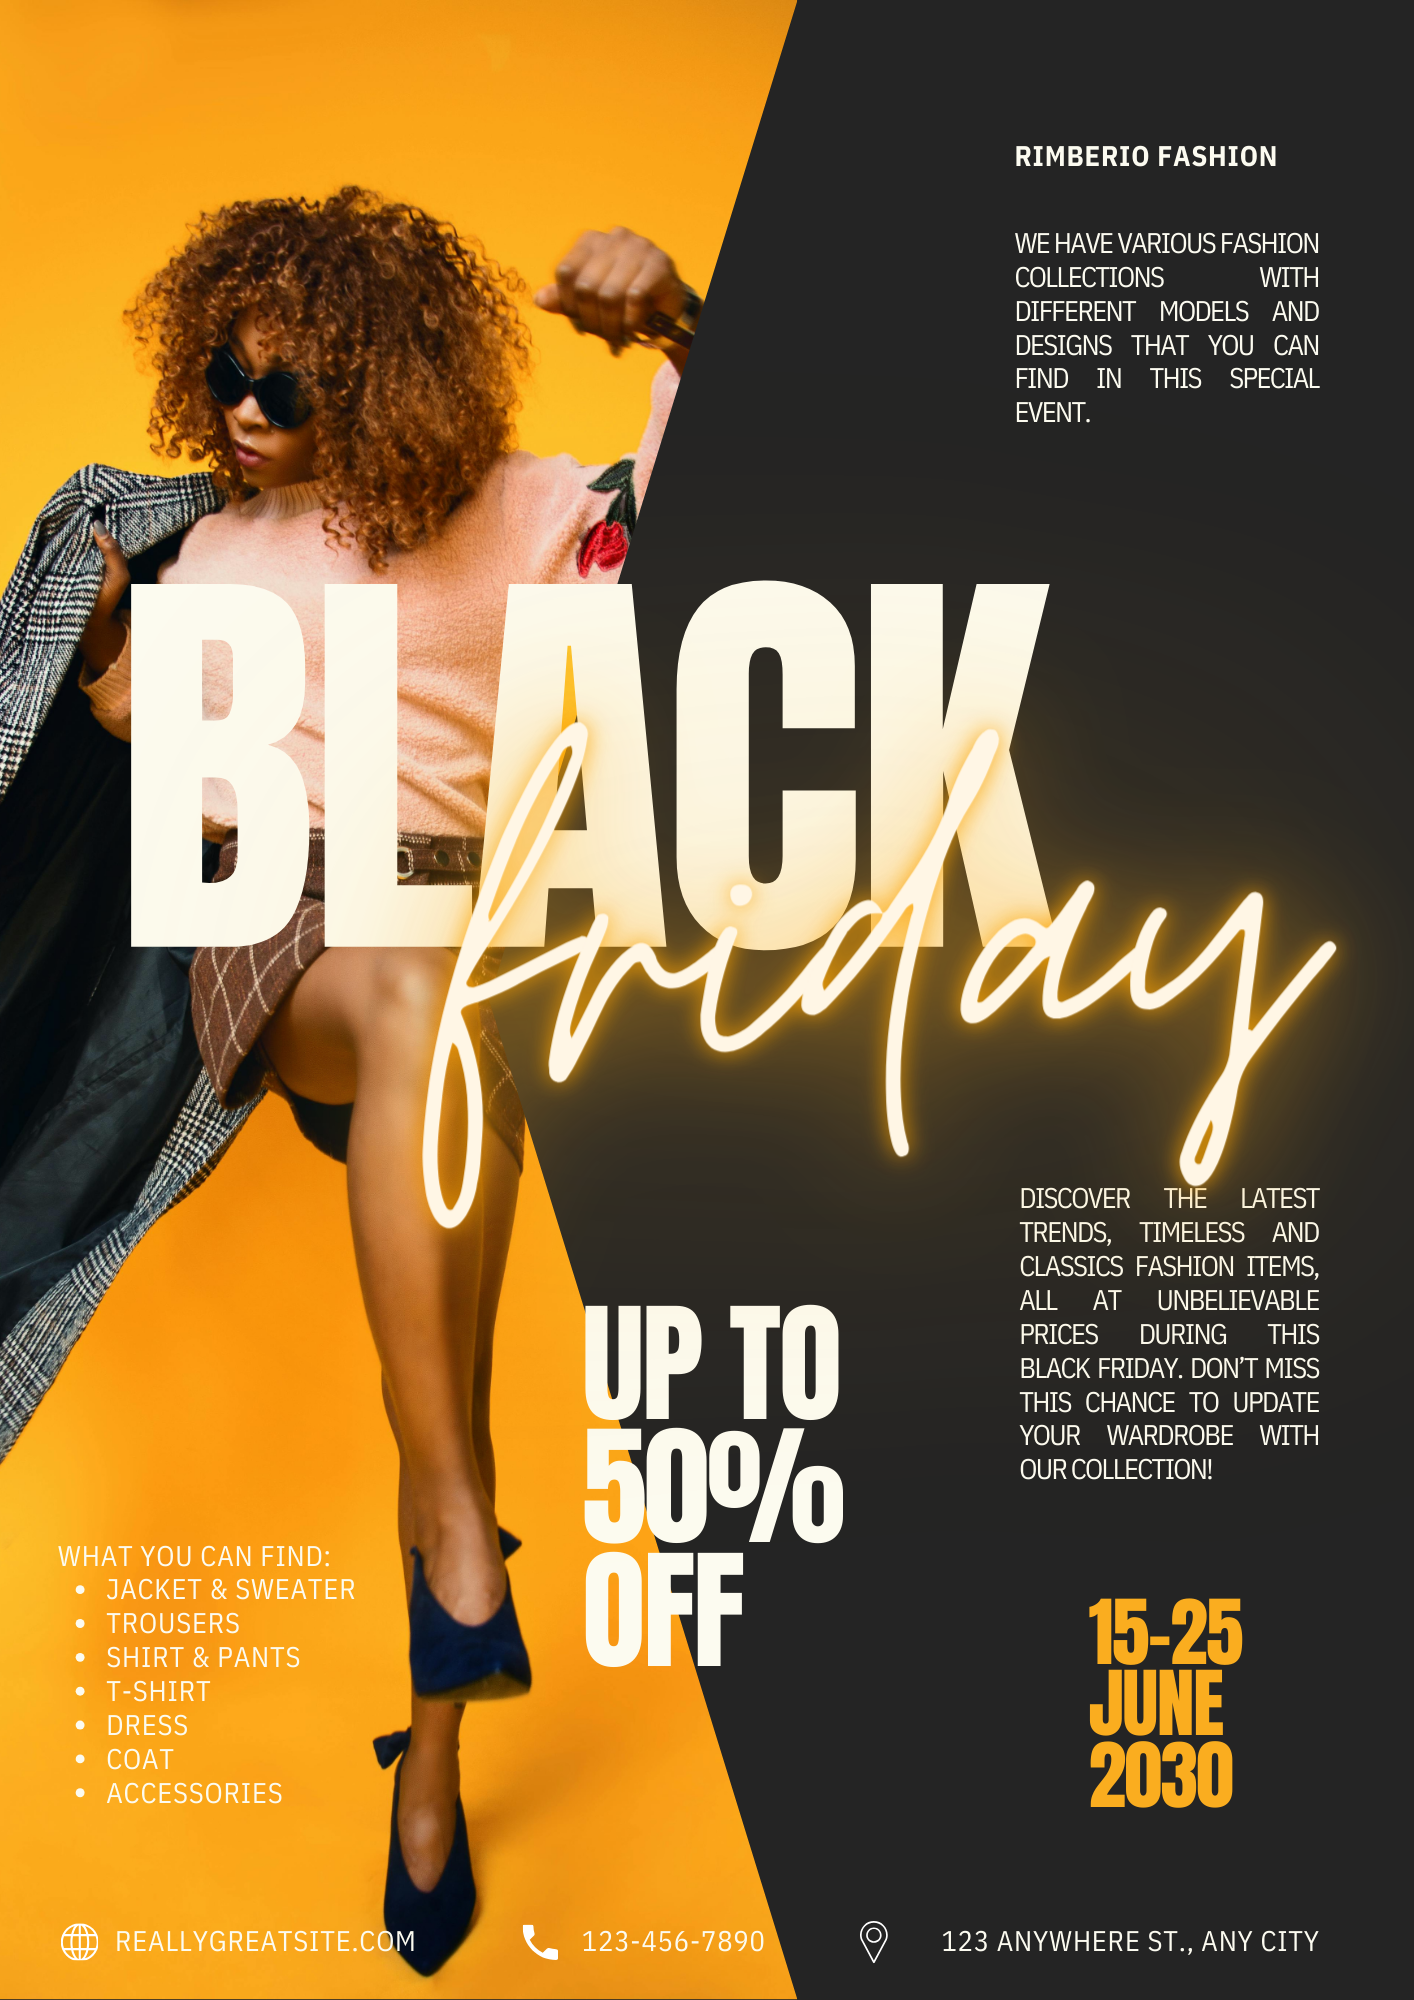 RIMBERIO FASHION
WE HAVE VARIOUS FASHION
COLLECTIONS WITH
DIFFERENT MODELS AND
DESIGNS THAT YOU CAN
FIND IN THIS SPECIAL
EVENT.
BLACK
friday
DISCOVER THE LATEST
TRENDS, TIMELESS AND
CLASSICS FASHION ITEMS,
ALL AT UNBELIEVABLE
PRICES DURING THIS
BLACK FRIDAY. DON’T MISS
THIS CHANCE TO UPDATE
YOUR WARDROBE WITH
OUR COLLECTION!
UP TO
50%
OFF
WHAT YOU CAN FIND:
• JACKET & SWEATER
• TROUSERS
• SHIRT & PANTS
• T-SHIRT
• DRESS
• COAT
• ACCESSORIES
15-25
JUNE
2030
REALLYGREATSITE.COM
123-456-7890
123 ANYWHERE ST., ANY CITY